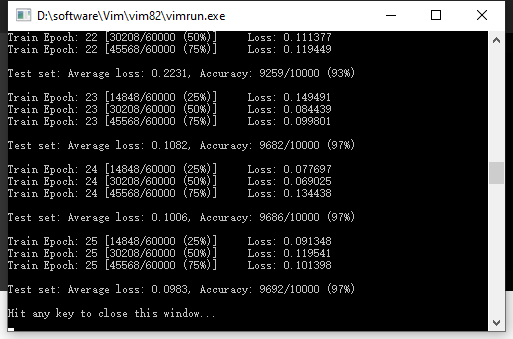 D:\software\Vim\vim82\vimrun.exe
Train Epoch: 22 [30208/60000 (50%)]     Loss: 0.111377
Train Epoch: 22 [45568/60000 (75%)]     Loss: 0.119449
Test set: Average loss: 0.2231, Accuracy: 9259/10000 (93%)
Train Epoch: 23 [14848/60000 (25%)]     Loss: 0.149491
Train Epoch: 23 [30208/60000 (50%)]     Loss: 0.084439
Train Epoch: 23 [45568/60000 (75%)]     Loss: 0.099801
Test set: Average loss: 0.1082, Accuracy: 9682/10000 (97%)
Train Epoch: 24 [14848/60000 (25%)]     Loss: 0.077697
Train Epoch: 24 [30208/60000 (50%)]     Loss: 0.069025
Train Epoch: 24 [45568/60000 (75%)]     Loss: 0.134438
Test set: Average loss: 0.1006, Accuracy: 9686/10000 (97%)
Train Epoch: 25 [14848/60000 (25%)]     Loss: 0.091348
Train Epoch: 25 [30208/60000 (50%)]     Loss: 0.119541
Train Epoch: 25 [45568/60000 (75%)]     Loss: 0.101398
Test set: Average loss: 0.0983, Accuracy: 9692/10000 (97%)
Hit any key to close this window...